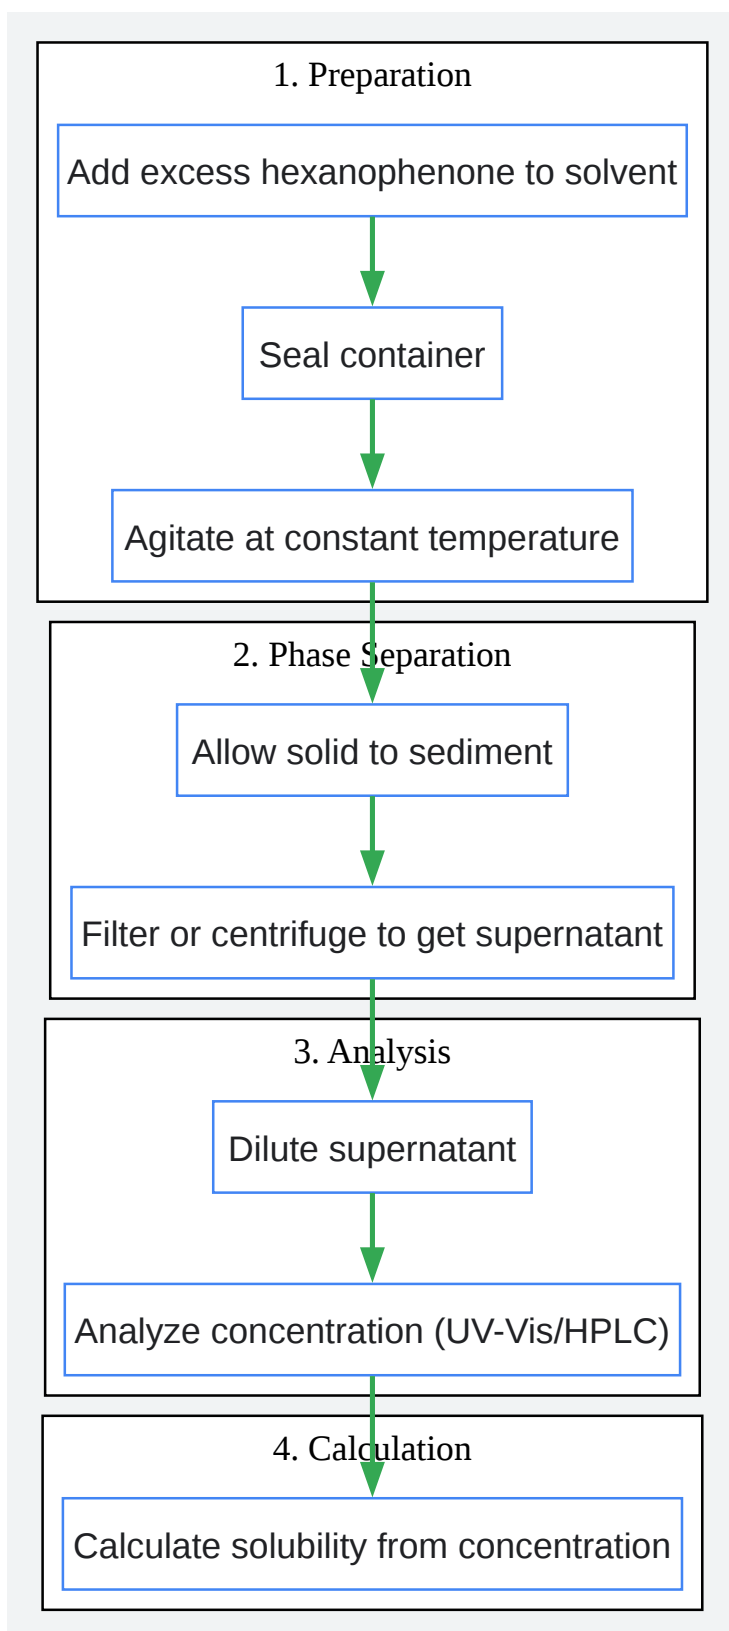 1. Preparation
Add excess hexanophenone to solvent
Seal container
Agitate at constant temperature
2. Phase Separation
Allow solid to sediment
Filter or centrifuge to get supernatant
3. Analysis
Dilute supernatant
Analyze concentration (UV-Vis/HPLC)
4. Calculation
Calculate solubility from concentration